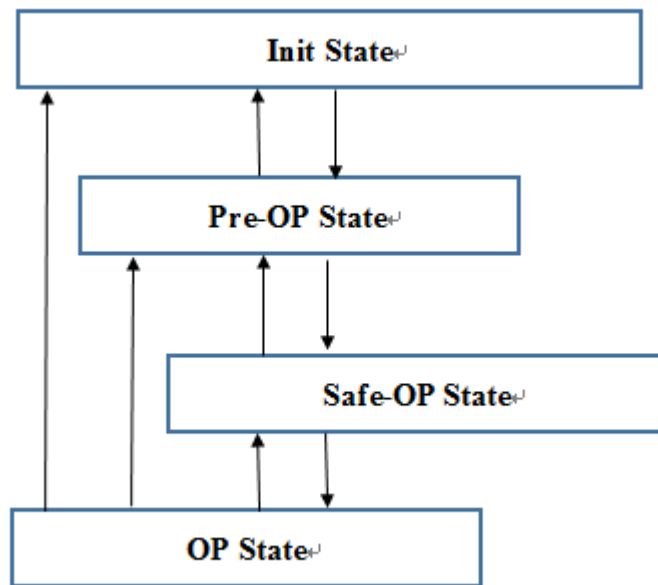 Init State↵
Pre-OP State↵
Safe-OP State↵
OP State↵